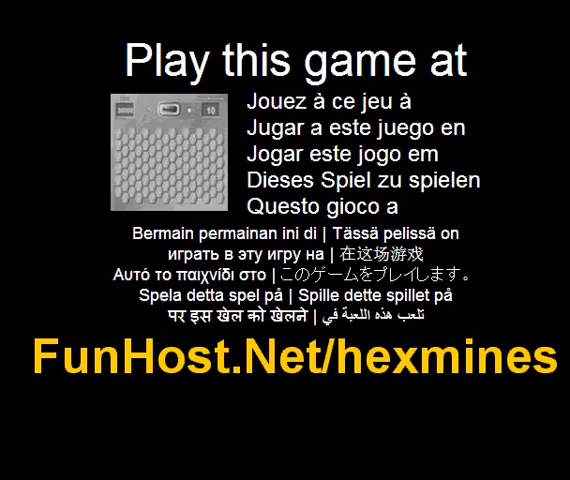 Play this game at
Jouez à ce jeu à
Jugar a este juego en
Jogar este jogo em
Dieses Spiel zu spielen
Questo gioco a
Bermain permainan ini di | Tässä pelissä on
играть в эту игру на | 在这场游戏
Αυτό το παιχνίδι στο | このゲームをプレイします。
Spela detta spel på | Spille dette spillet på
पर इस खेल को खेलने | تلعب هذه اللعبة في
FunHost.Net/hexmines